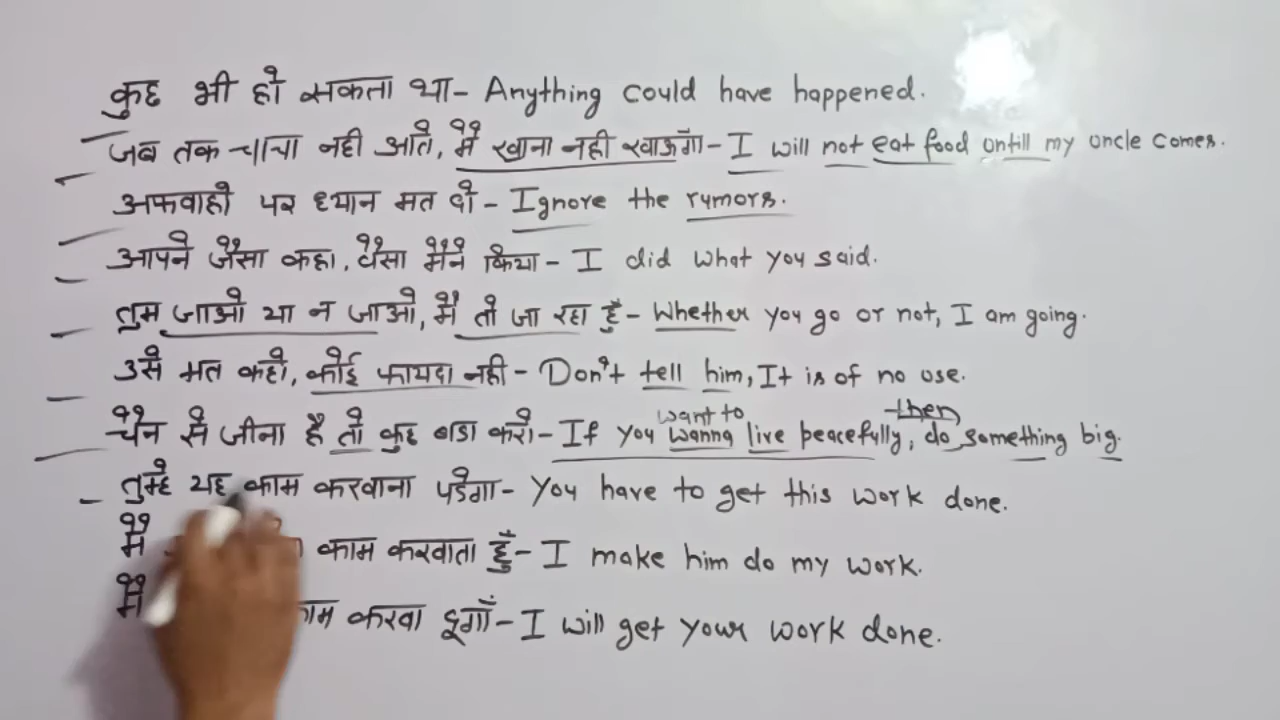 कुछ भी हो सकता था - Anything could have happened.
जब तक चाचा नही आते, मैं खाना नही खाऊँगा - I will not eat food ontill my uncle comes.
अफवाहो पर ध्यान मत दो - Ignore the rumors.
आपने जैसा कहा, वैसा मैंने किया - I did what you said.
तुम जाओ या न जाओ, मैं तो जा रहा हूँ - Whether you go or not, I am going.
उसे मत कहो, कोई फायदा नही - Don't tell him, It is of no use.
want to then
चैन से जीना है तो कुछ बडा करो - If you wanna live peacefully, do something big.
तुम्हे यह काम करवाना पडेगा - You have to get this work done.
मैं काम करवाता हूँ - I make him do my work.
मैं काम करवा दूगाँ - I will get your work done.